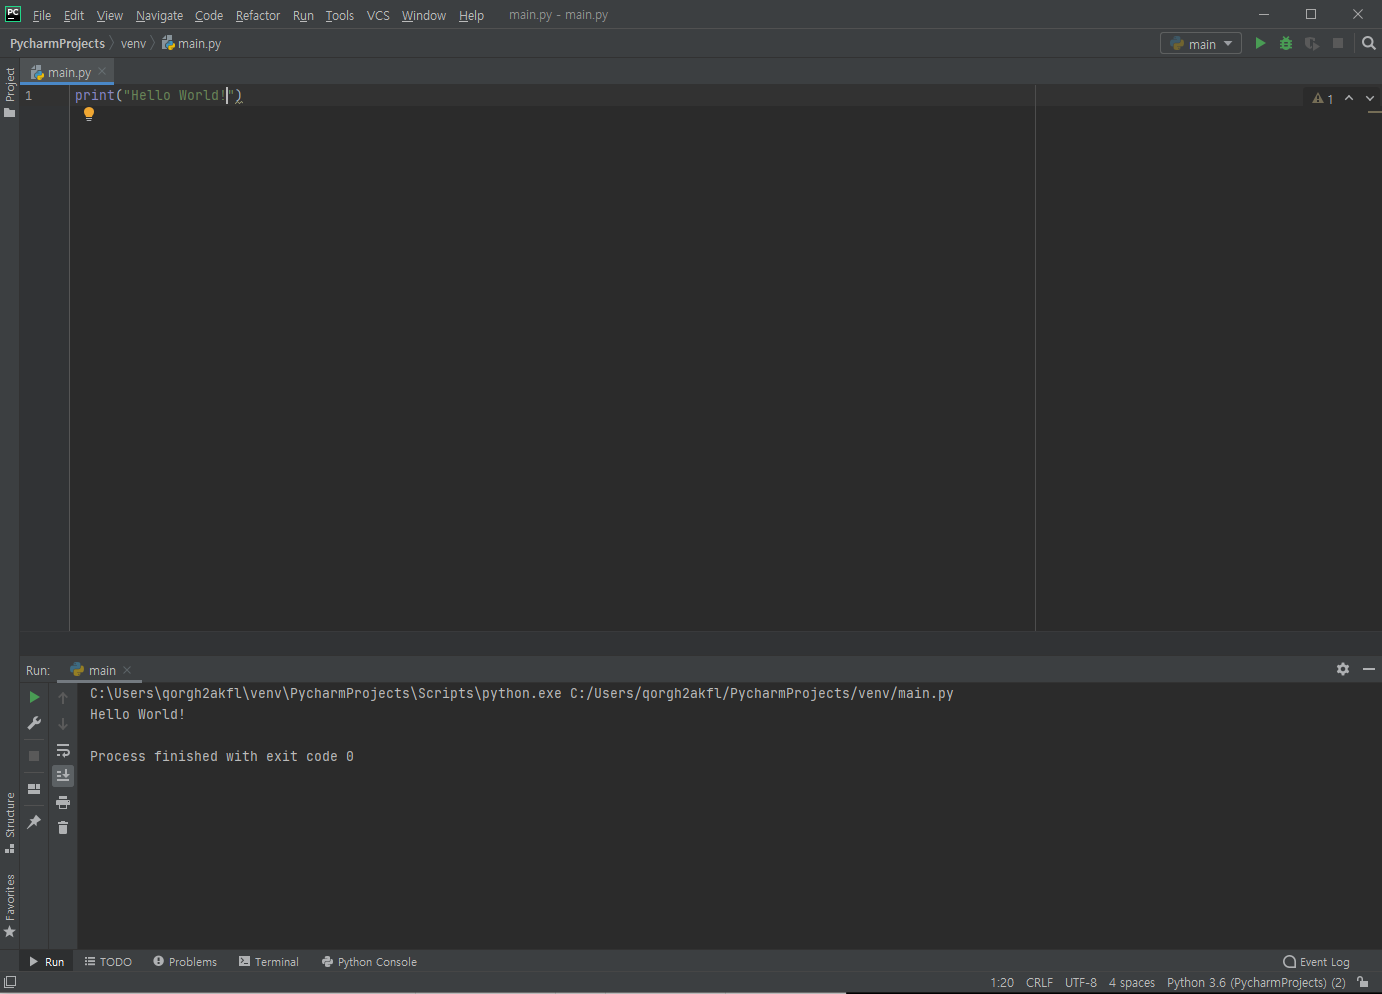 PC File Edit View Navigate Code Refactor Run Tools VCS Window Help main.py - main.py
PycharmProjects venv main.py main
Project
main.py
1 print("Hello World!")
1
Run: main
C:\Users\qorgh2akfl\venv\PycharmProjects\Scripts\python.exe C:/Users/qorgh2akfl/PycharmProjects/venv/main.py
Hello World!
Process finished with exit code 0
Structure
Favorites
Run TODO Problems Terminal Python Console Event Log
1:20 CRLF UTF-8 4 spaces Python 3.6 (PycharmProjects) (2)